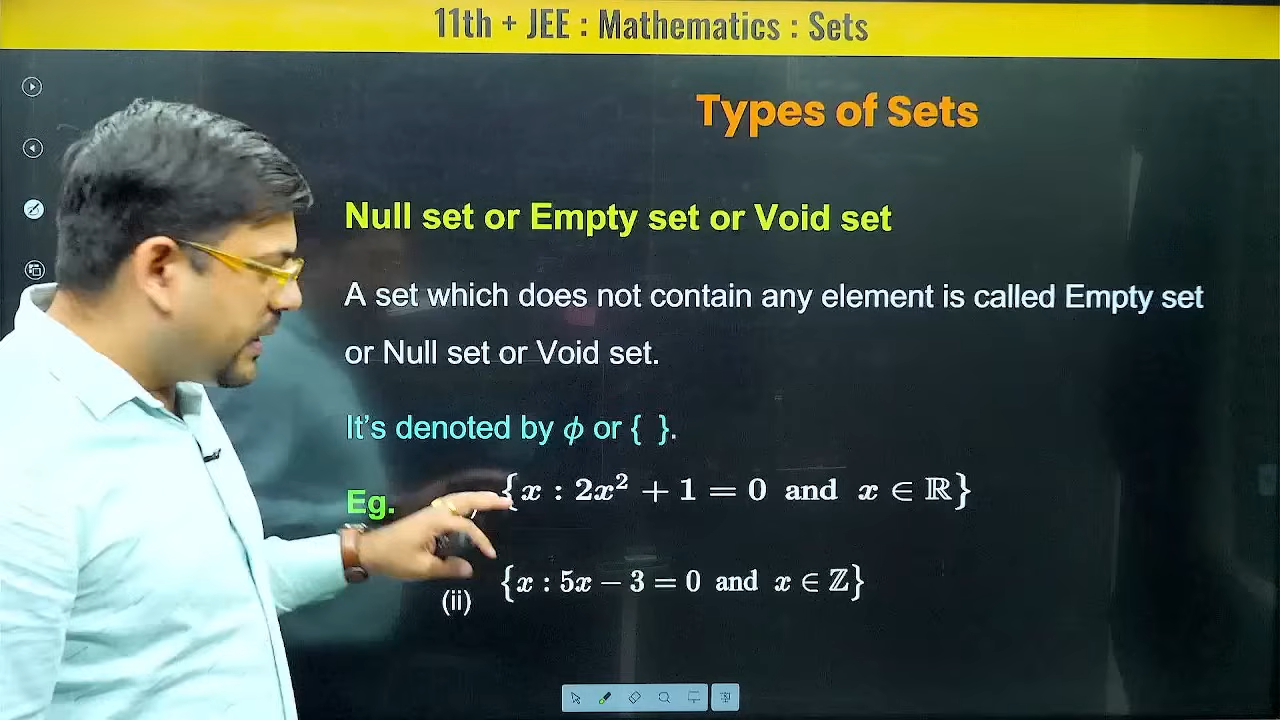 11th + JEE : Mathematics : Sets
Types of Sets
Null set or Empty set or Void set
A set which does not contain any element is called Empty set
or Null set or Void set.
It's denoted by ϕ or { }.
Eg.
{x : 2x² + 1 = 0 and x ∈ ℝ}
(ii) {x : 5x − 3 = 0 and x ∈ ℤ}